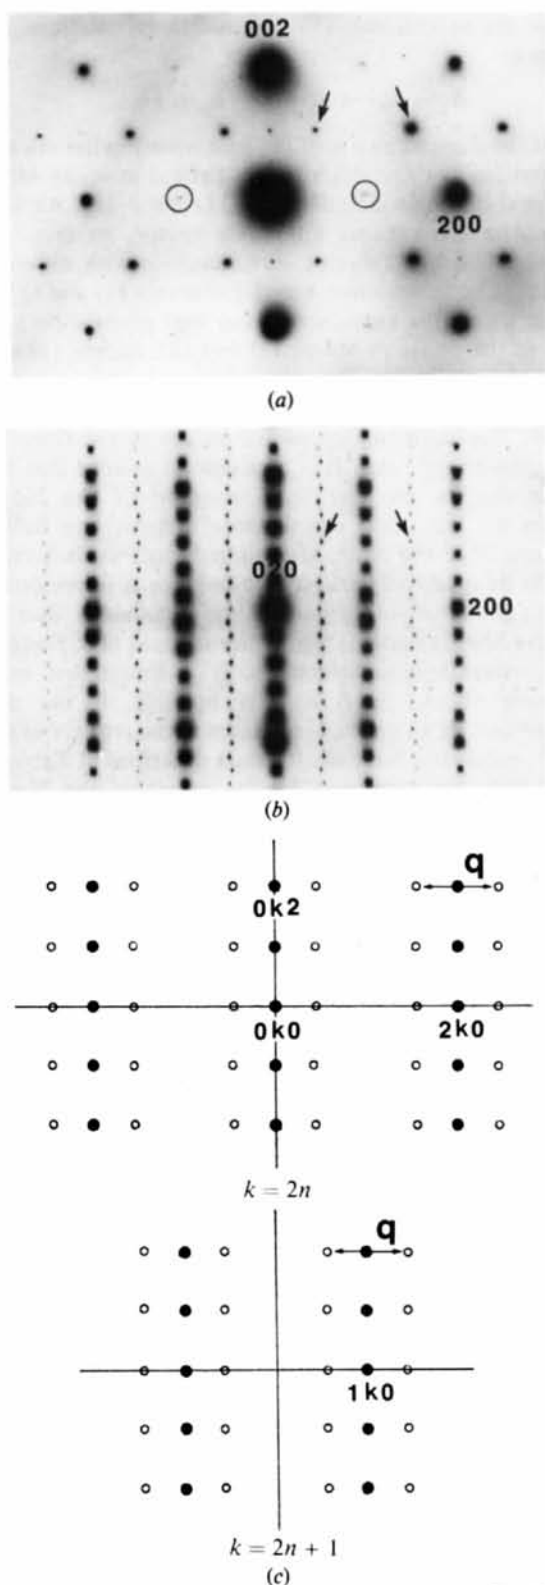 002
200
(a)
020
200
(b)
q
0k2
0k0
2k0
k = 2n
q
1k0
k = 2n + 1
(c)